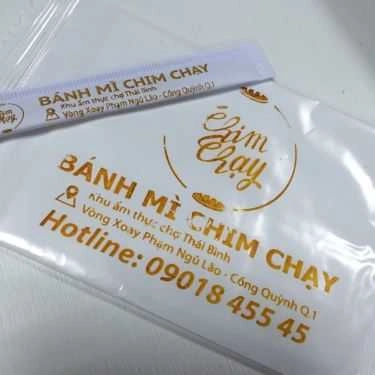 Chim Chạy
BÁNH MÌ CHIM CHẠY
Khu ẩm thực chợ Thái Bình
Vòng Xoay Phạm Ngũ Lão - Cống Quỳnh Q.1
Chim
Chạy
BÁNH MÌ CHIM CHẠY
Khu ẩm thực chợ Thái Bình
Vòng Xoay Phạm Ngũ Lão - Cống Quỳnh Q.1
Hotline: 09018 455 45